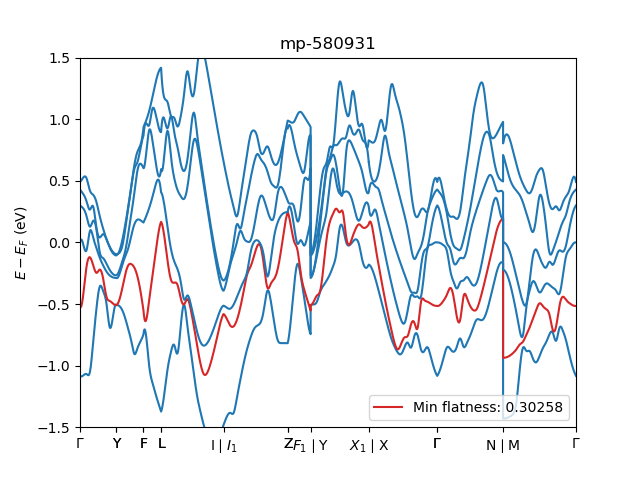 mp-580931
E − E_F (eV)
1.5
1.0
0.5
0.0
−0.5
−1.0
−1.5
Min flatness: 0.30258
Γ Y F L I | I₁ Z F₁ | Y X₁ | X Γ N | M Γ